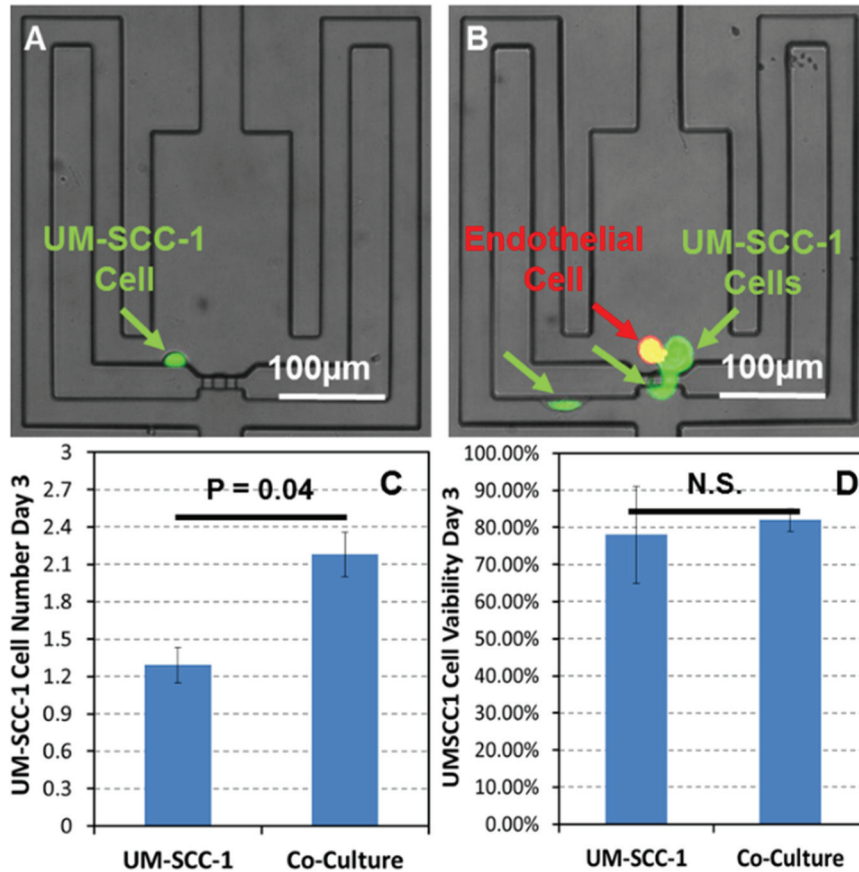 A
UM-SCC-1
Cell
100µm
B
Endothelial
Cell
UM-SCC-1
Cells
100µm
C
P = 0.04
UM-SCC-1 Cell Number Day 3
3
2.7
2.4
2.1
1.8
1.5
1.2
0.9
0.6
0.3
0
UM-SCC-1 Co-Culture
D
N.S.
UMSCC1 Cell Vaibility Day 3
100.00%
90.00%
80.00%
70.00%
60.00%
50.00%
40.00%
30.00%
20.00%
10.00%
0.00%
UM-SCC-1 Co-Culture